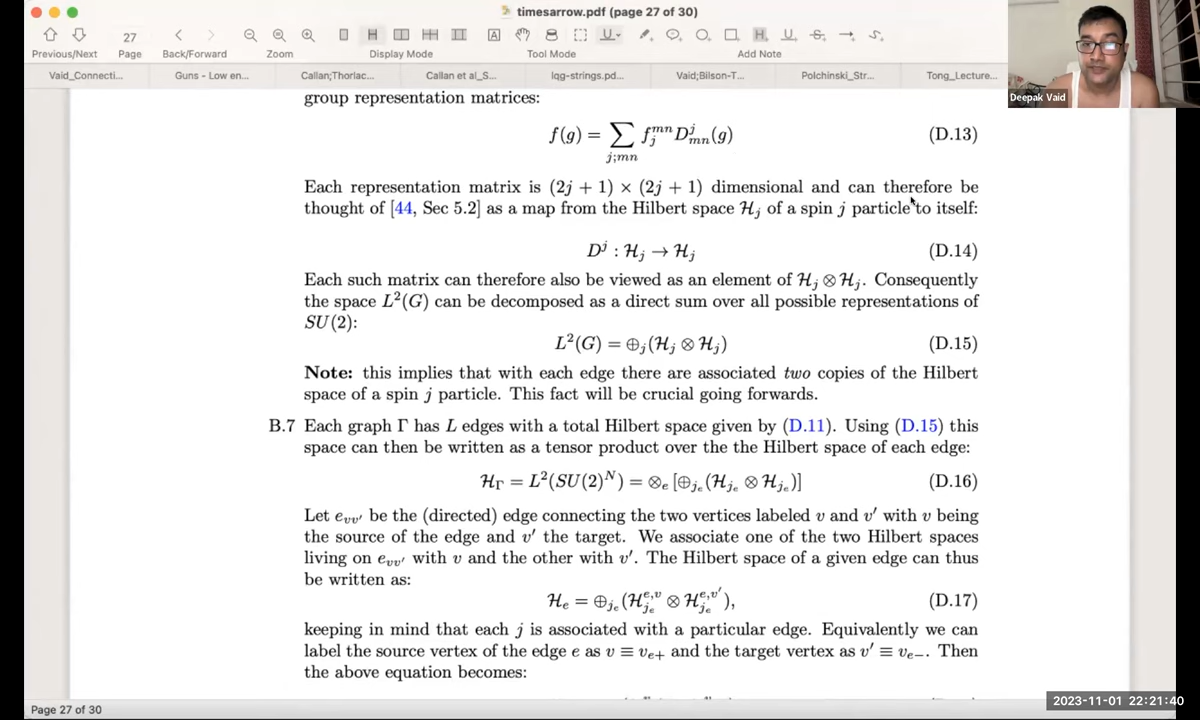 timesarrow.pdf (page 27 of 30)
27
Previous/Next Page Back/Forward Zoom Display Mode Tool Mode Add Note
Vaid_Connecti... Guns - Low en... Callan;Thorlac... Callan et al_S... lqg-strings.pd... Vaid;Bilson-T... Polchinski_Str... Tong_Lecture...
Deepak Vaid
group representation matrices:
f(g) = ∑_{j;mn} f_j^{mn} D^j_{mn}(g) (D.13)
Each representation matrix is (2j + 1) × (2j + 1) dimensional and can therefore be
thought of [44, Sec 5.2] as a map from the Hilbert space ℋ_j of a spin j particle to itself:
D^j : ℋ_j → ℋ_j (D.14)
Each such matrix can therefore also be viewed as an element of ℋ_j ⊗ ℋ_j. Consequently
the space L²(G) can be decomposed as a direct sum over all possible representations of
SU(2):
L²(G) = ⊕_j(ℋ_j ⊗ ℋ_j) (D.15)
Note: this implies that with each edge there are associated two copies of the Hilbert
space of a spin j particle. This fact will be crucial going forwards.
B.7 Each graph Γ has L edges with a total Hilbert space given by (D.11). Using (D.15) this
space can then be written as a tensor product over the the Hilbert space of each edge:
ℋ_Γ = L²(SU(2)^N) = ⊗_e [⊕_{j_e}(ℋ_{j_e} ⊗ ℋ_{j_e})] (D.16)
Let e_{vv′} be the (directed) edge connecting the two vertices labeled v and v′ with v being
the source of the edge and v′ the target. We associate one of the two Hilbert spaces
living on e_{vv′} with v and the other with v′. The Hilbert space of a given edge can thus
be written as:
ℋ_e = ⊕_{j_e}(ℋ_{j_e}^{e,v} ⊗ ℋ_{j_e}^{e,v′}), (D.17)
keeping in mind that each j is associated with a particular edge. Equivalently we can
label the source vertex of the edge e as v ≡ v_{e+} and the target vertex as v′ ≡ v_{e−}. Then
the above equation becomes:
Page 27 of 30
2023-11-01 22:21:40